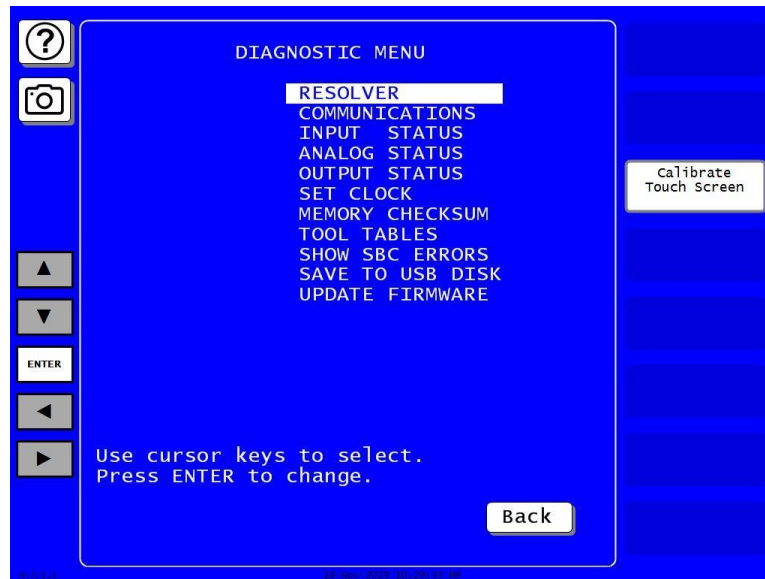 ?
DIAGNOSTIC MENU
RESOLVER
COMMUNICATIONS
INPUT STATUS
ANALOG STATUS
OUTPUT STATUS
SET CLOCK
MEMORY CHECKSUM
TOOL TABLES
SHOW SBC ERRORS
SAVE TO USB DISK
UPDATE FIRMWARE
Calibrate
Touch Screen
ENTER
Use cursor keys to select.
Press ENTER to change.
Back